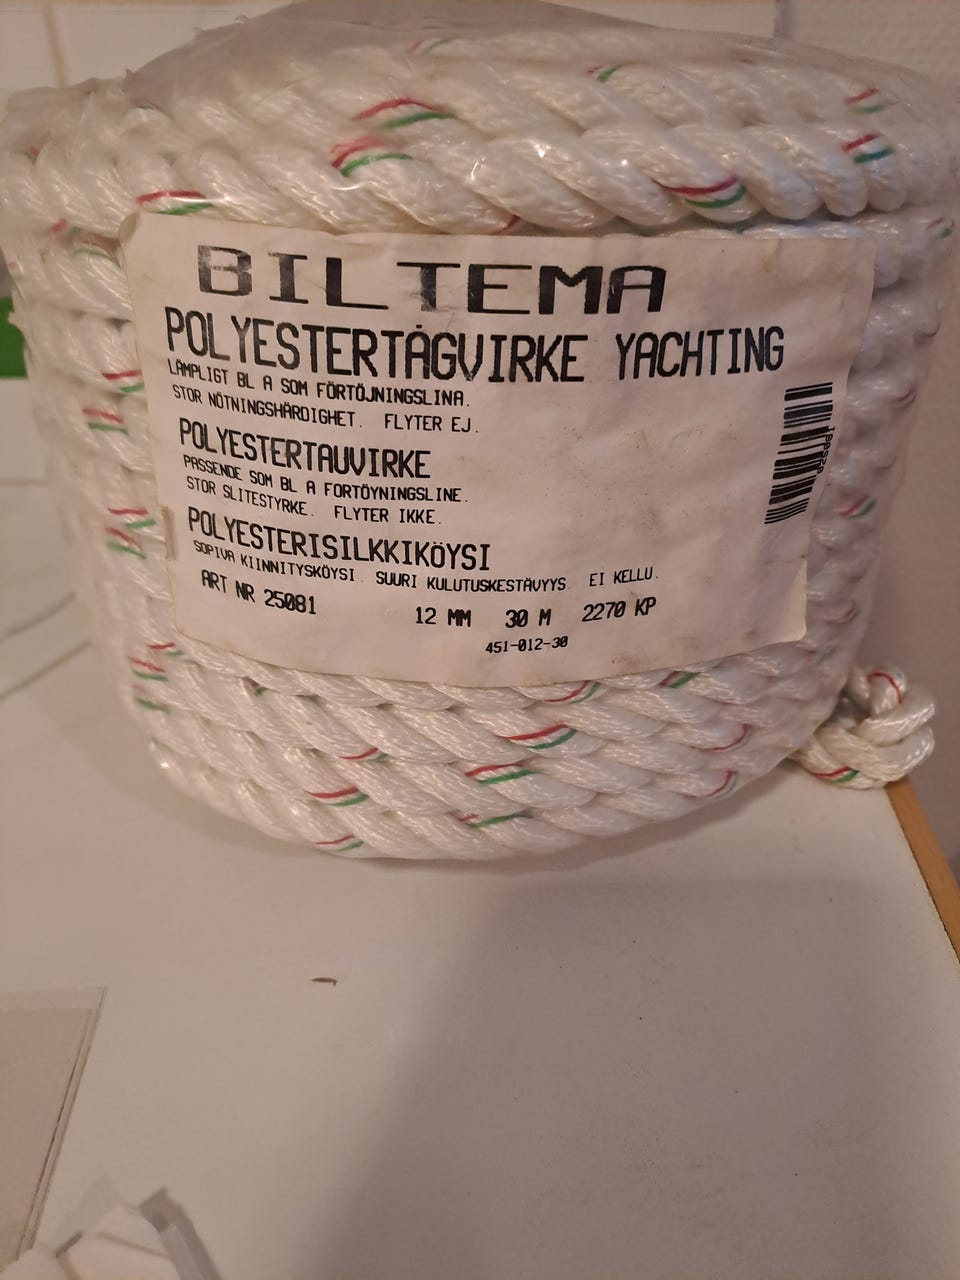 BILTEMA
POLYESTERTÅGVIRKE YACHTING
LÄMPLIGT BL A SOM FÖRTÖJNINGSLINA.
STOR NÖTNINGSHÄRDIGHET. FLYTER EJ.
POLYESTERTAUVIRKE
PASSENDE SOM BL A FORTÖYNINGSLINE.
STOR SLITESTYRKE. FLYTER IKKE.
POLYESTERISILKKIKÖYSI
SOPIVA KIINNITYSKÖYSI. SUURI KULUTUSKESTÄVYYS. EI KELLU.
ART NR 25081 12 MM 30 M 2270 KP
451-012-30